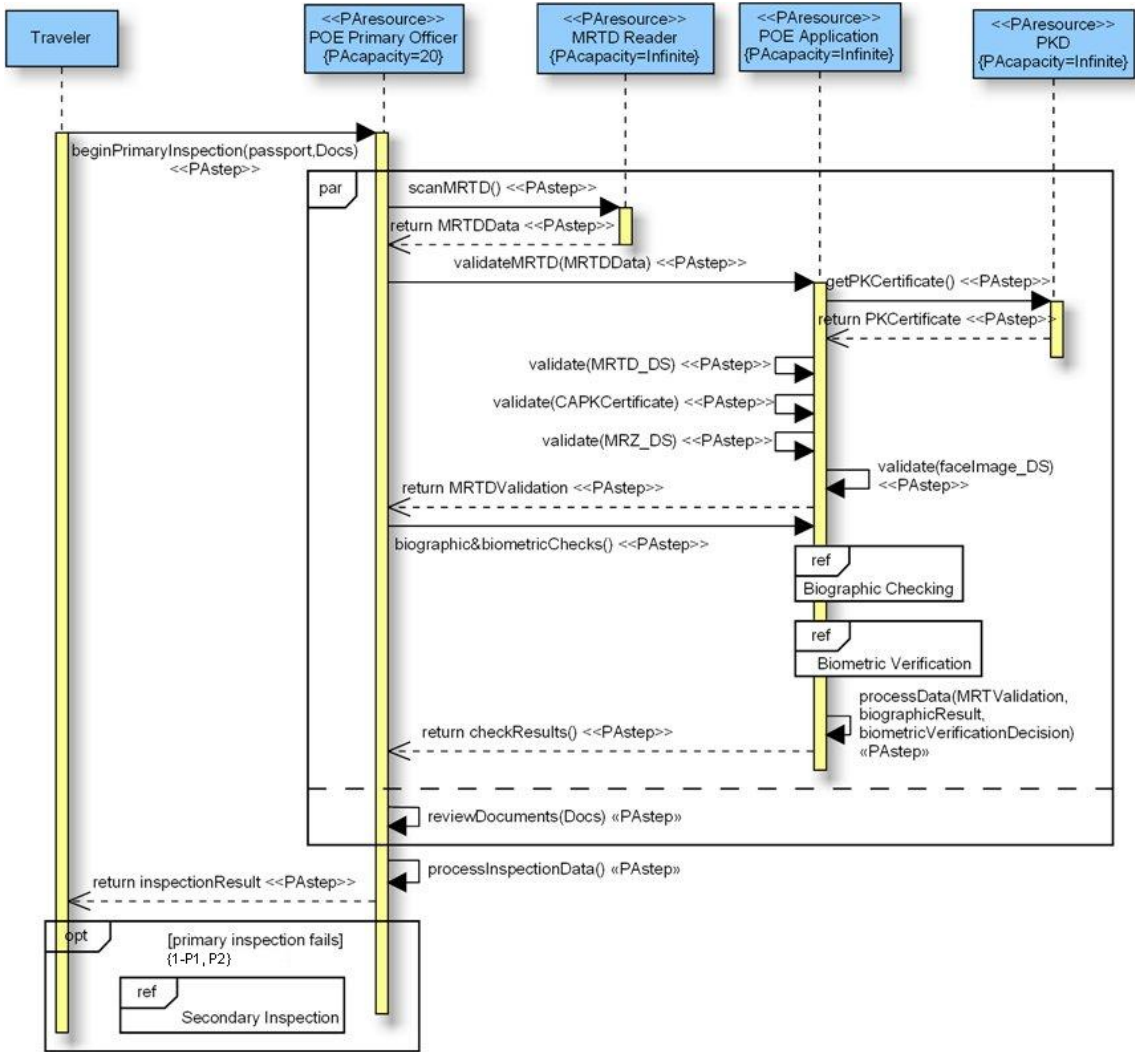 Traveler
<<PAresource>>
POE Primary Officer
{PAcapacity=20}
<<PAresource>>
MRTD Reader
{PAcapacity=Infinite}
<<PAresource>>
POE Application
{PAcapacity=Infinite}
<<PAresource>>
PKD
{PAcapacity=Infinite}
beginPrimaryInspection(passport,Docs)
<<PAstep>>
par
scanMRTD() <<PAstep>>
return MRTDData <<PAstep>>
validateMRTD(MRTDData) <<PAstep>>
getPKCertificate() <<PAstep>>
return PKCertificate <<PAstep>>
validate(MRTD_DS) <<PAstep>>
validate(CAPKCertificate) <<PAstep>>
validate(MRZ_DS) <<PAstep>>
validate(faceImage_DS)
<<PAstep>>
return MRTDValidation <<PAstep>>
biographic&biometricChecks() <<PAstep>>
ref
Biographic Checking
ref
Biometric Verification
processData(MRTValidation,
biographicResult,
biometricVerificationDecision)
«PAstep»
return checkResults() <<PAstep>>
reviewDocuments(Docs) «PAstep»
processInspectionData() «PAstep»
return inspectionResult <<PAstep>>
opt
[primary inspection fails]
{1-P1, P2}
ref
Secondary Inspection